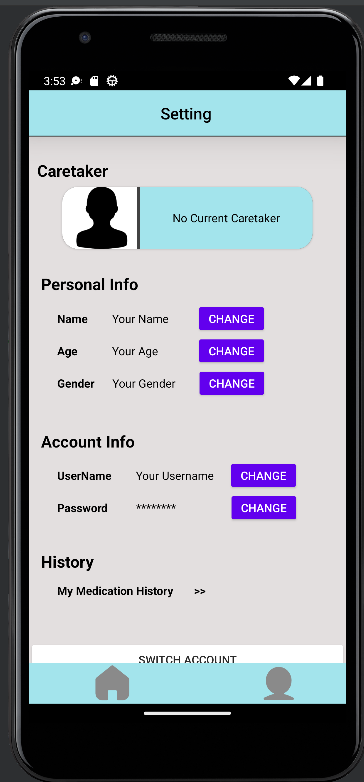 3:53
Setting
Caretaker
No Current Caretaker
Personal Info
Name Your Name CHANGE
Age Your Age CHANGE
Gender Your Gender CHANGE
Account Info
UserName Your Username CHANGE
Password ******** CHANGE
History
My Medication History >>
SWITCH ACCOUNT